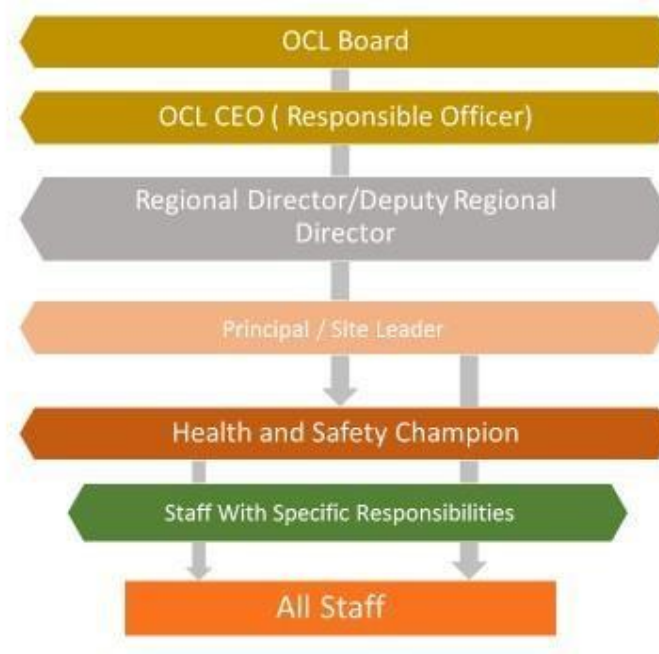 OCL Board
OCL CEO ( Responsible Officer)
Regional Director/Deputy Regional
Director
Principal / Site Leader
Health and Safety Champion
Staff With Specific Responsibilities
All Staff